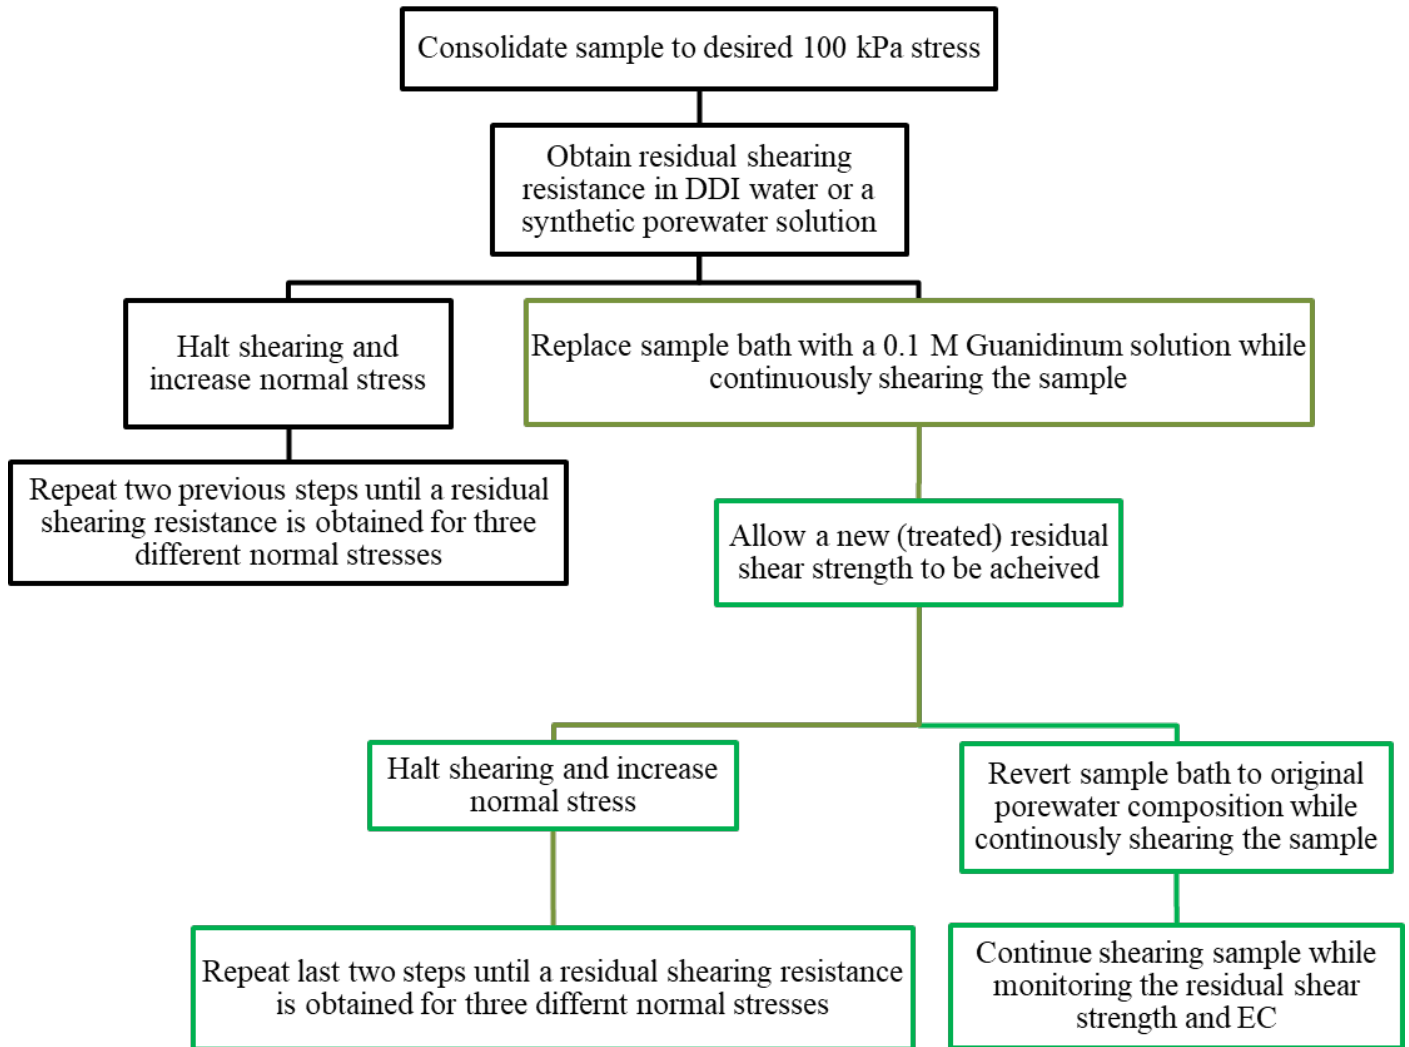 Consolidate sample to desired 100 kPa stress
Obtain residual shearing
resistance in DDI water or a
synthetic porewater solution
Halt shearing and
increase normal stress
Replace sample bath with a 0.1 M Guanidinum solution while
continuously shearing the sample
Repeat two previous steps until a residual
shearing resistance is obtained for three
different normal stresses
Allow a new (treated) residual
shear strength to be acheived
Halt shearing and increase
normal stress
Revert sample bath to original
porewater composition while
continously shearing the sample
Repeat last two steps until a residual shearing resistance
is obtained for three differnt normal stresses
Continue shearing sample while
monitoring the residual shear
strength and EC